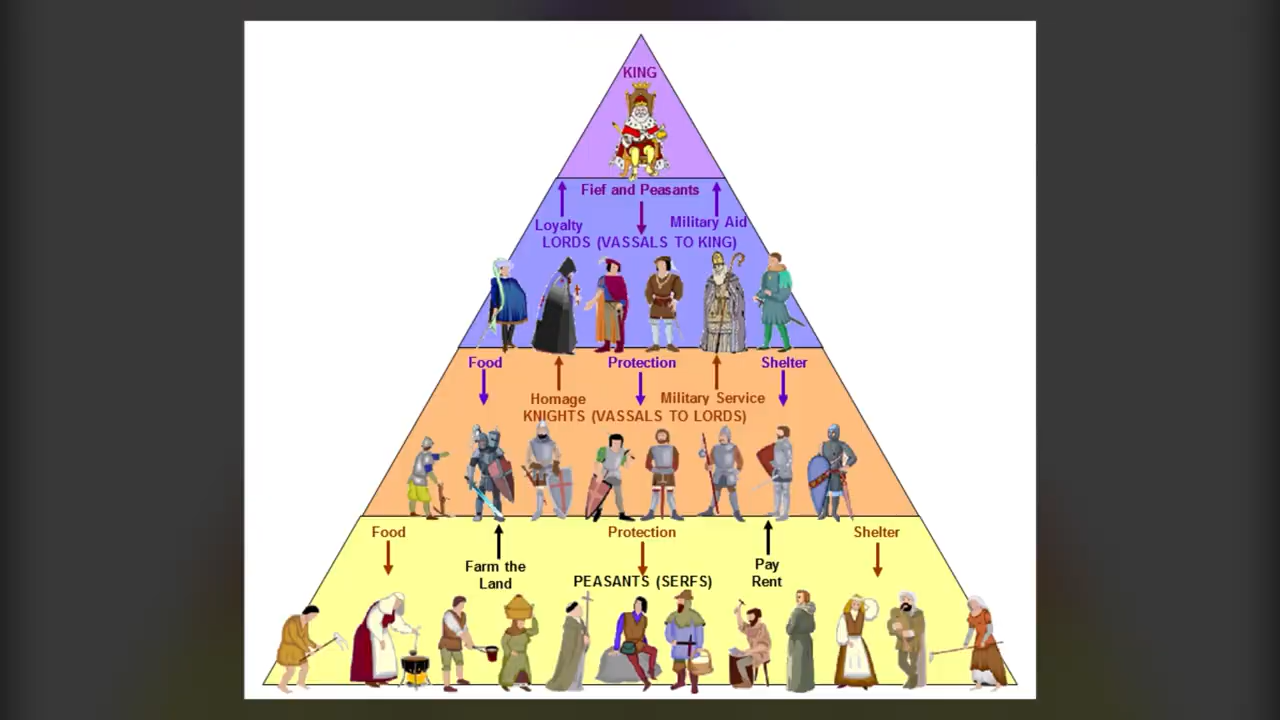 KING
Fief and Peasants
Loyalty
Military Aid
LORDS (VASSALS TO KING)
Food
Protection
Shelter
Homage
Military Service
KNIGHTS (VASSALS TO LORDS)
Food
Protection
Shelter
Farm the
Land
Pay
Rent
PEASANTS (SERFS)